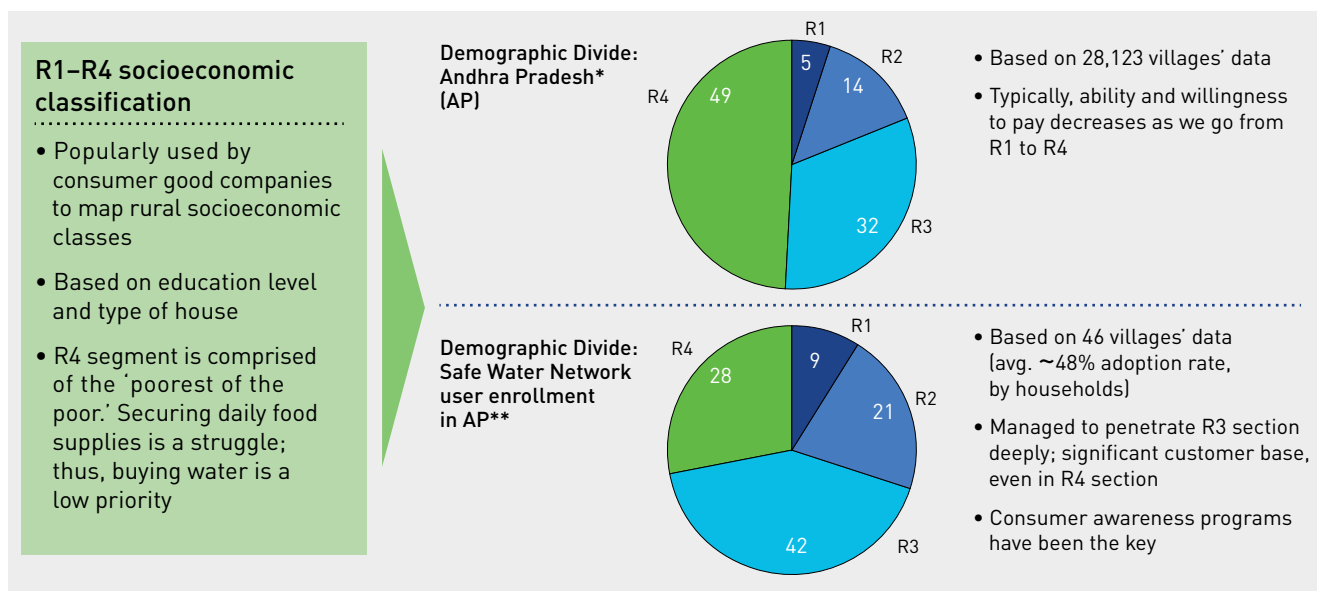 R1–R4 socioeconomic
classification
• Popularly used by
consumer good companies
to map rural socioeconomic
classes
• Based on education level
and type of house
• R4 segment is comprised
of the ‘poorest of the
poor.’ Securing daily food
supplies is a struggle;
thus, buying water is a
low priority
Demographic Divide:
Andhra Pradesh*
(AP)
R1
R2
R3
R4
5
14
32
49
• Based on 28,123 villages’ data
• Typically, ability and willingness
to pay decreases as we go from
R1 to R4
Demographic Divide:
Safe Water Network
user enrollment
in AP**
R1
R2
R3
R4
9
21
42
28
• Based on 46 villages’ data
(avg. ~48% adoption rate,
by households)
• Managed to penetrate R3 section
deeply; significant customer base,
even in R4 section
• Consumer awareness programs
have been the key